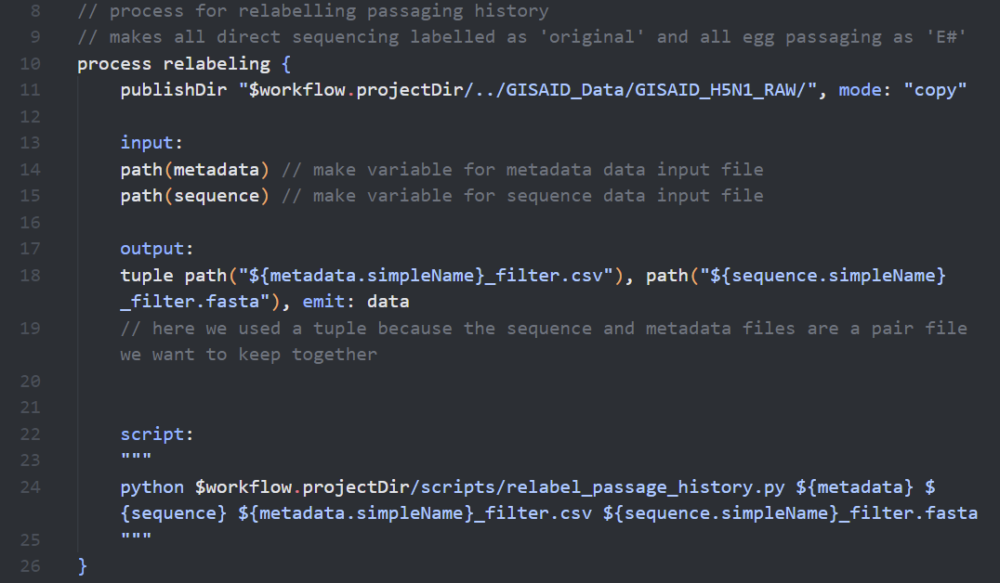 8 // process for relabelling passaging history
9 // makes all direct sequencing labelled as 'original' and all egg passaging as 'E#'
10 process relabeling {
11 publishDir "$workflow.projectDir/../GISAID_Data/GISAID_H5N1_RAW/", mode: "copy"
12
13 input:
14 path(metadata) // make variable for metadata data input file
15 path(sequence) // make variable for sequence data input file
16
17 output:
18 tuple path("${metadata.simpleName}_filter.csv"), path("${sequence.simpleName}
_filter.fasta"), emit: data
19 // here we used a tuple because the sequence and metadata files are a pair file
we want to keep together
20
21
22 script:
23 """
24 python $workflow.projectDir/scripts/relabel_passage_history.py ${metadata} $
{sequence} ${metadata.simpleName}_filter.csv ${sequence.simpleName}_filter.fasta
25 """
26 }